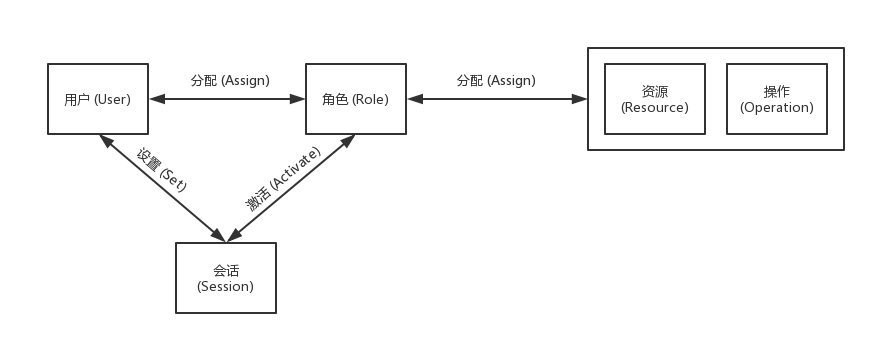 用户 (User)
分配 (Assign)
角色 (Role)
分配 (Assign)
资源
(Resource)
操作
(Operation)
设置 (Set)
激活 (Activate)
会话
(Session)